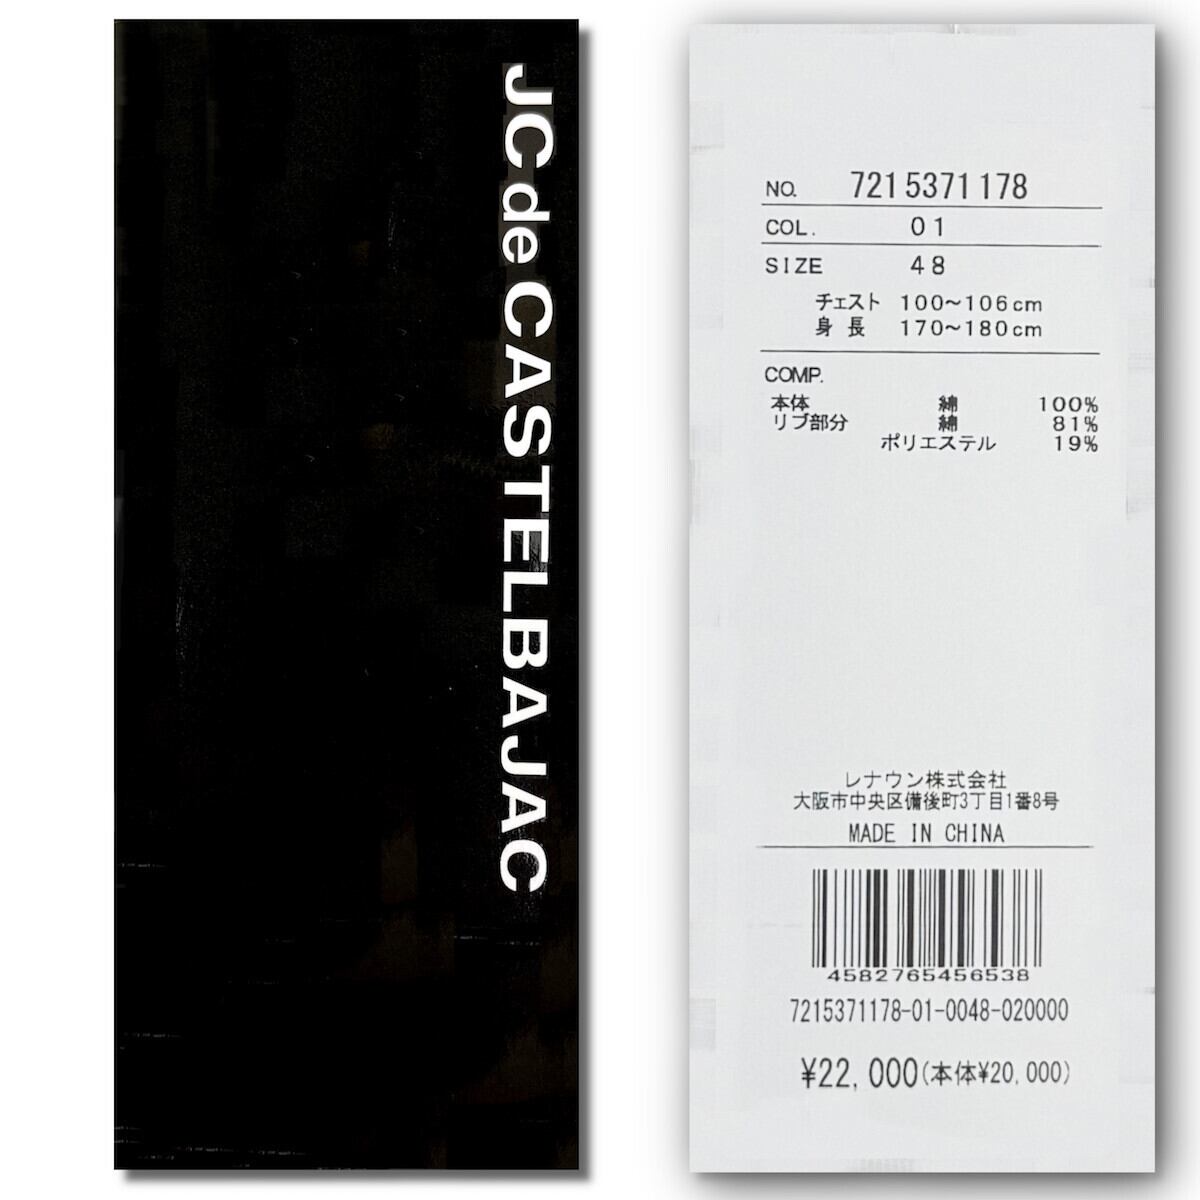 JC de CASTELBAJAC
NO. 7215371178
COL. 01
SIZE 48
チェスト 100～106cm
身長 170～180cm
COMP.
本体 綿 100%
リブ部分 綿 81%
ポリエステル 19%
レナウン株式会社
大阪市中央区備後町3丁目1番8号
MADE IN CHINA
4582765456538
7215371178-01-0048-020000
¥22,000(本体¥20,000)